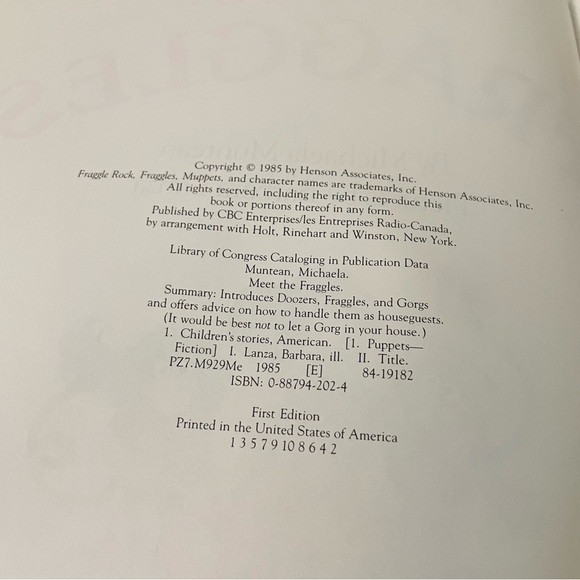 Copyright © 1985 by Henson Associates, Inc.
Fraggle Rock, Fraggles, Muppets, and character names are trademarks of Henson Associates, Inc.
All rights reserved, including the right to reproduce this
book or portions thereof in any form.
Published by CBC Enterprises/les Entreprises Radio-Canada,
by arrangement with Holt, Rinehart and Winston, New York.
Library of Congress Cataloging in Publication Data
Muntean, Michaela.
Meet the Fraggles.
Summary: Introduces Doozers, Fraggles, and Gorgs
and offers advice on how to handle them as houseguests.
(It would be best not to let a Gorg in your house.)
1. Children's stories, American. [1. Puppets—
Fiction] I. Lanza, Barbara, ill. II. Title.
PZ7.M929Me 1985 [E] 84-19182
ISBN: 0-88794-202-4
First Edition
Printed in the United States of America
1 3 5 7 9 10 8 6 4 2